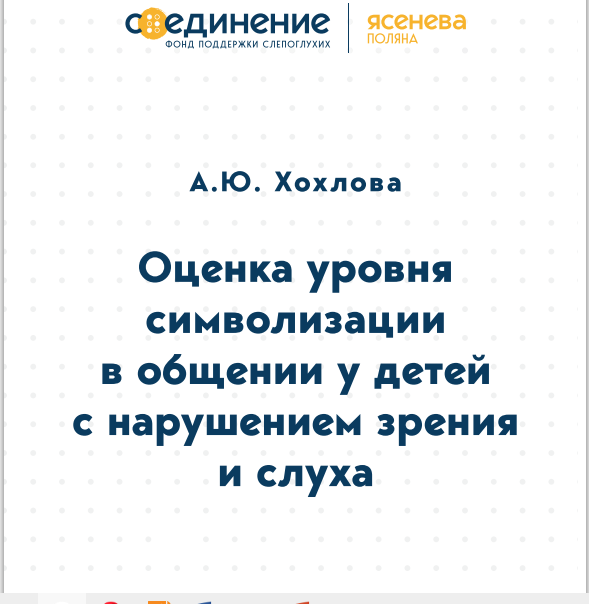 соединение
ФОНД ПОДДЕРЖКИ СЛЕПОГЛУХИХ
ясенева
ПОЛЯНА
А.Ю. Хохлова
Оценка уровня
символизации
в общении у детей
с нарушением зрения
и слуха